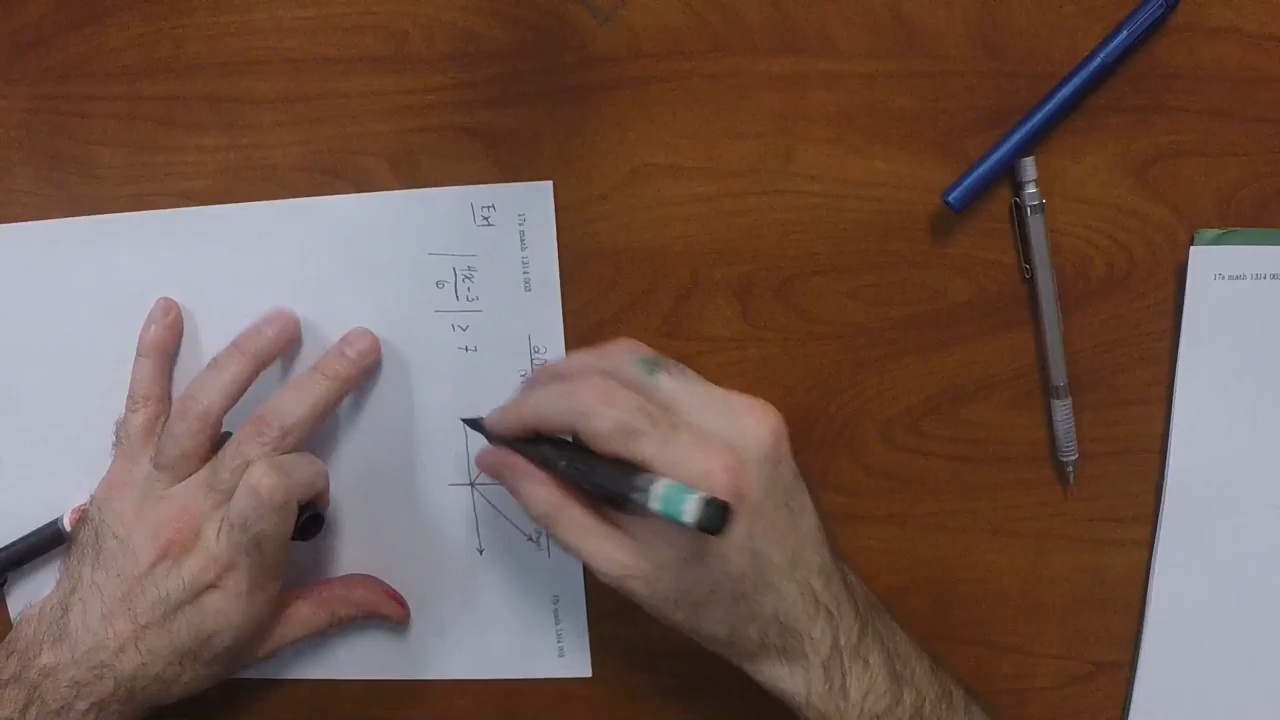 17s math 1314 003
17s math 1314 003
Ex1
|4x-3
6| ≥ 7
17s math 1314 003